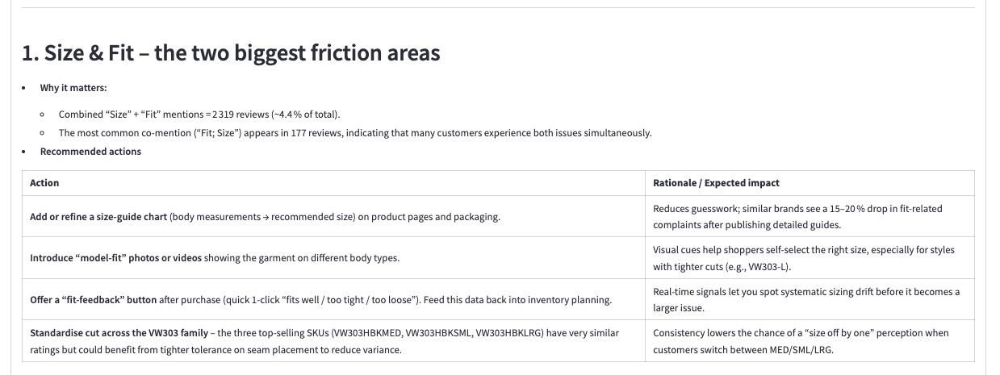 1. Size & Fit – the two biggest friction areas
• Why it matters:
◦ Combined “Size” + “Fit” mentions = 2 319 reviews (~4.4 % of total).
◦ The most common co-mention (“Fit; Size”) appears in 177 reviews, indicating that many customers experience both issues simultaneously.
• Recommended actions
Action
Rationale / Expected impact
Add or refine a size-guide chart (body measurements → recommended size) on product pages and packaging.
Reduces guesswork; similar brands see a 15–20 % drop in fit-related
complaints after publishing detailed guides.
Introduce “model-fit” photos or videos showing the garment on different body types.
Visual cues help shoppers self-select the right size, especially for styles
with tighter cuts (e.g., VW303-L).
Offer a “fit-feedback” button after purchase (quick 1-click “fits well / too tight / too loose”). Feed this data back into inventory planning.
Real-time signals let you spot systematic sizing drift before it becomes a
larger issue.
Standardise cut across the VW303 family – the three top-selling SKUs (VW303HBKMED, VW303HBKSML, VW303HBKLRG) have very similar
ratings but could benefit from tighter tolerance on seam placement to reduce variance.
Consistency lowers the chance of a “size off by one” perception when
customers switch between MED/SML/LRG.